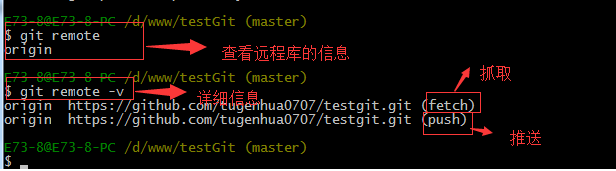 E73-8@E73-8-PC /d/www/testGit (master)
$ git remote
origin
查看远程库的信息
抓取
E73-8@E73-8-PC /d/www/testGit (master)
$ git remote -v
详细信息
origin  https://github.com/tugenhua0707/testgit.git (fetch)
origin  https://github.com/tugenhua0707/testgit.git (push)
推送
E73-8@E73-8-PC /d/www/testGit (master)
$